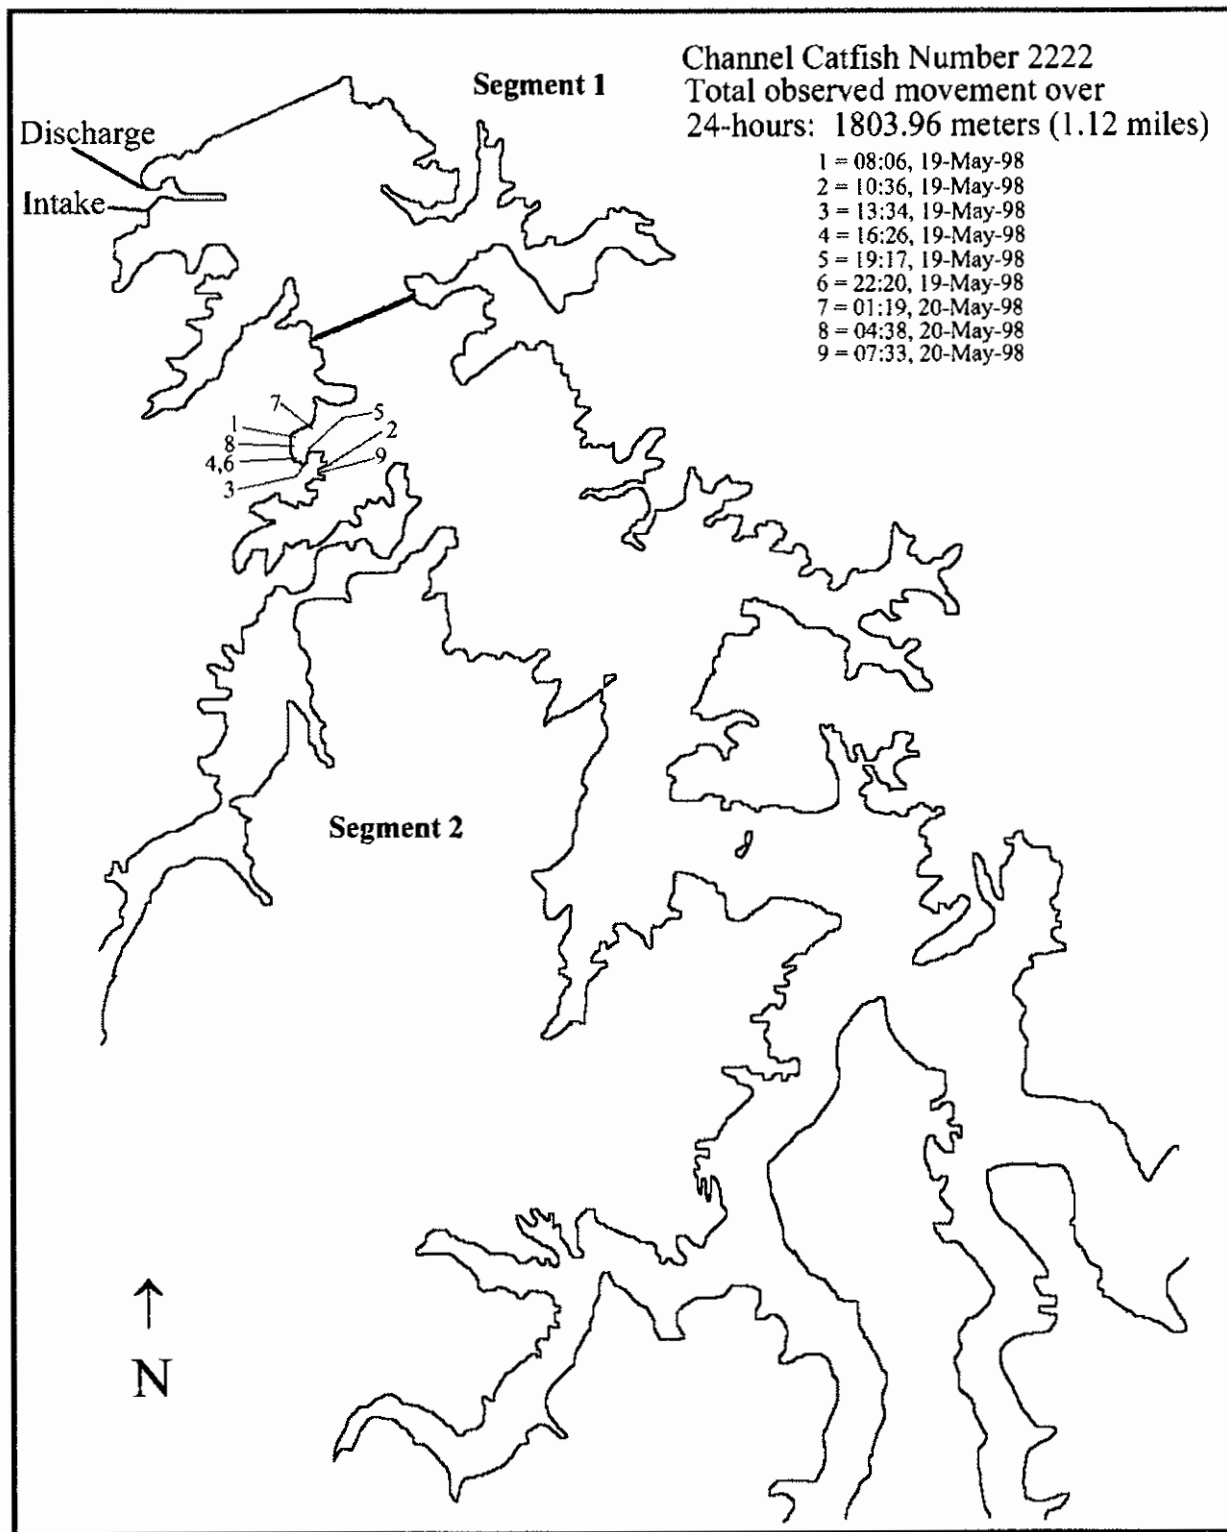 Segment 1
Channel Catfish Number 2222
Total observed movement over
24-hours: 1803.96 meters (1.12 miles)
1 = 08:06, 19-May-98
2 = 10:36, 19-May-98
3 = 13:34, 19-May-98
4 = 16:26, 19-May-98
5 = 19:17, 19-May-98
6 = 22:20, 19-May-98
7 = 01:19, 20-May-98
8 = 04:38, 20-May-98
9 = 07:33, 20-May-98
Discharge
Intake
7
5
1
2
8
9
4,6
3
Segment 2
N